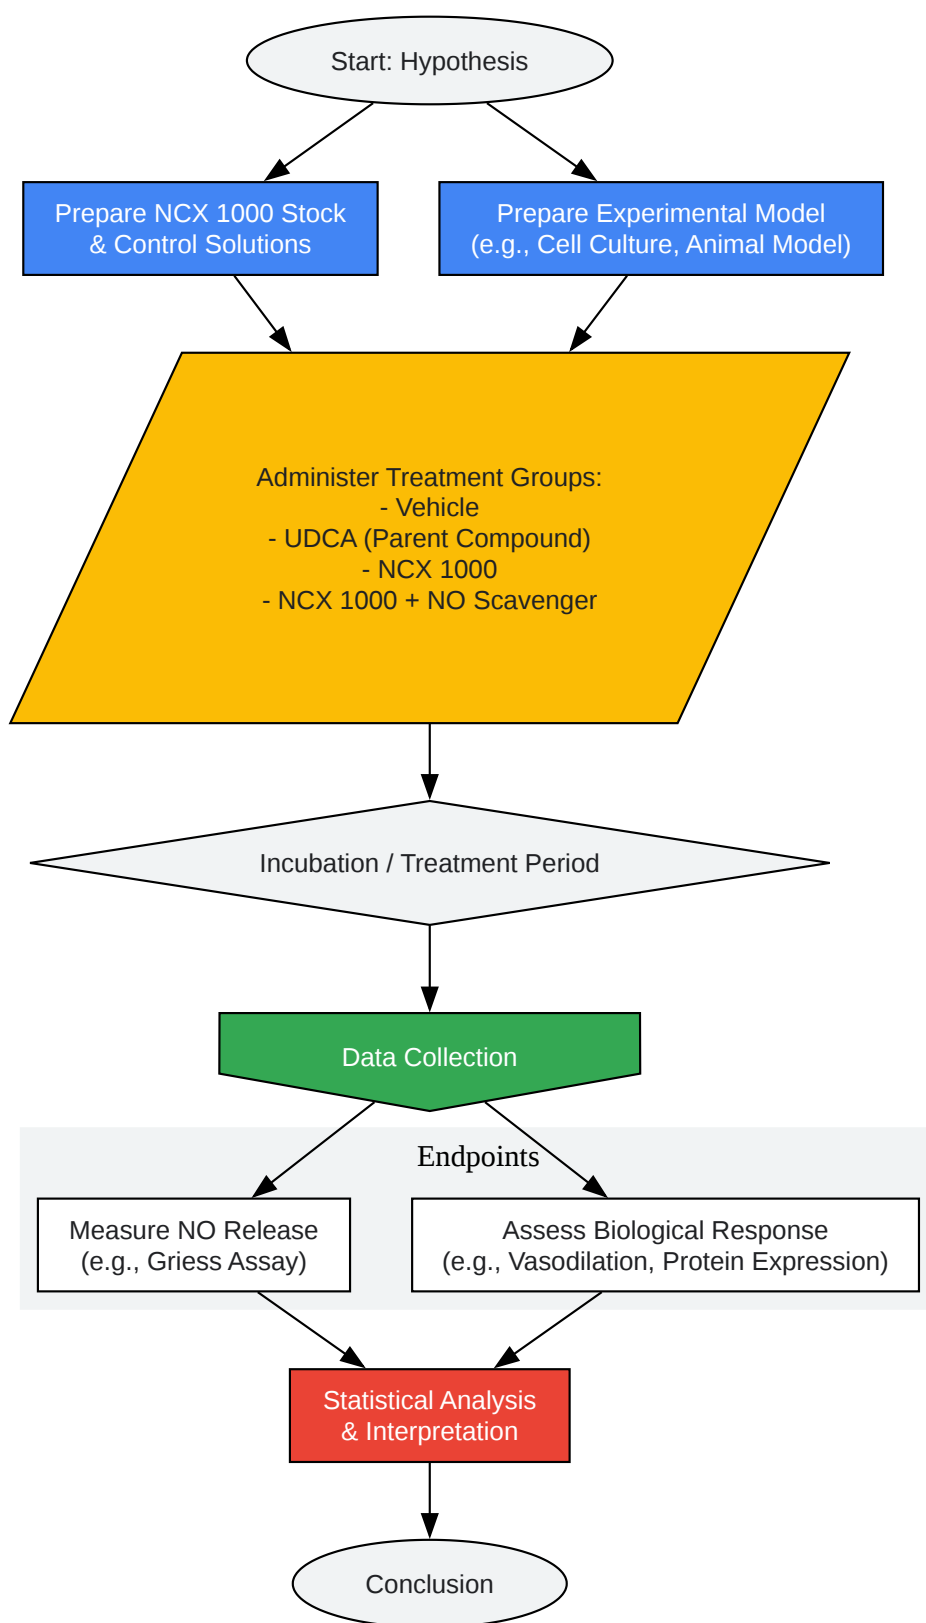 Start: Hypothesis
Prepare NCX 1000 Stock
& Control Solutions
Prepare Experimental Model
(e.g., Cell Culture, Animal Model)
Administer Treatment Groups:
- Vehicle
- UDCA (Parent Compound)
- NCX 1000
- NCX 1000 + NO Scavenger
Incubation / Treatment Period
Data Collection
Endpoints
Measure NO Release
(e.g., Griess Assay)
Assess Biological Response
(e.g., Vasodilation, Protein Expression)
Statistical Analysis
& Interpretation
Conclusion